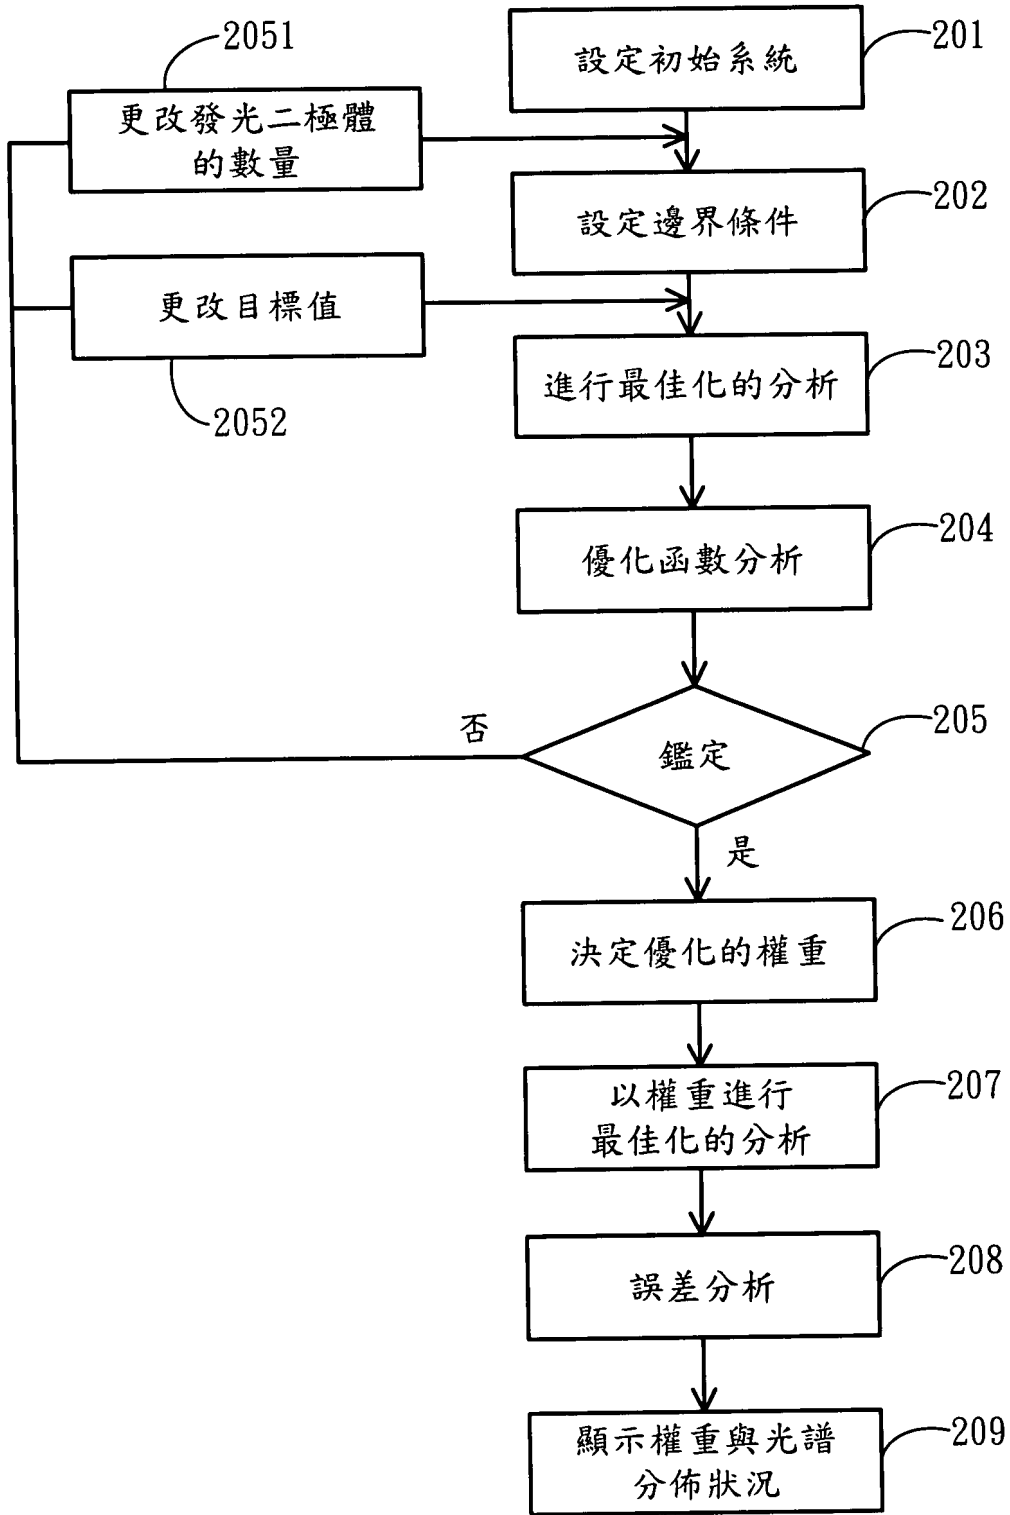 2051
201
設定初始系統
更改發光二極體
的數量
202
設定邊界條件
更改目標值
203
進行最佳化的分析
2052
204
優化函數分析
205
否
鑑定
是
206
決定優化的權重
207
以權重進行
最佳化的分析
208
誤差分析
209
顯示權重與光譜
分佈狀況